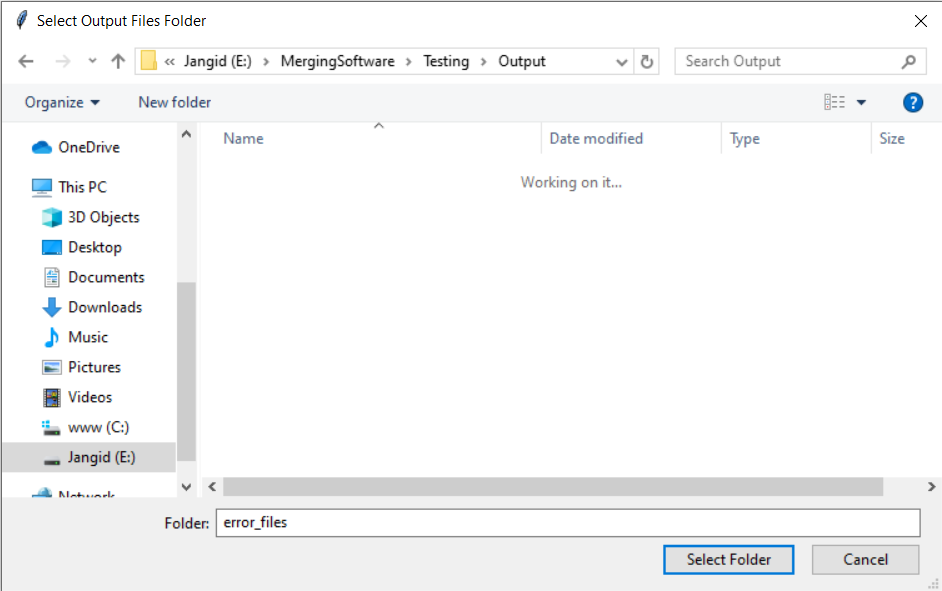 Select Output Files Folder
« Jangid (E:) › MergingSoftware › Testing › Output
Search Output
Organize
New folder
?
Name
Date modified
Type
Size
Working on it...
OneDrive
This PC
3D Objects
Desktop
Documents
Downloads
Music
Pictures
Videos
www (C:)
Jangid (E:)
Network
Folder: error_files
Select Folder
Cancel